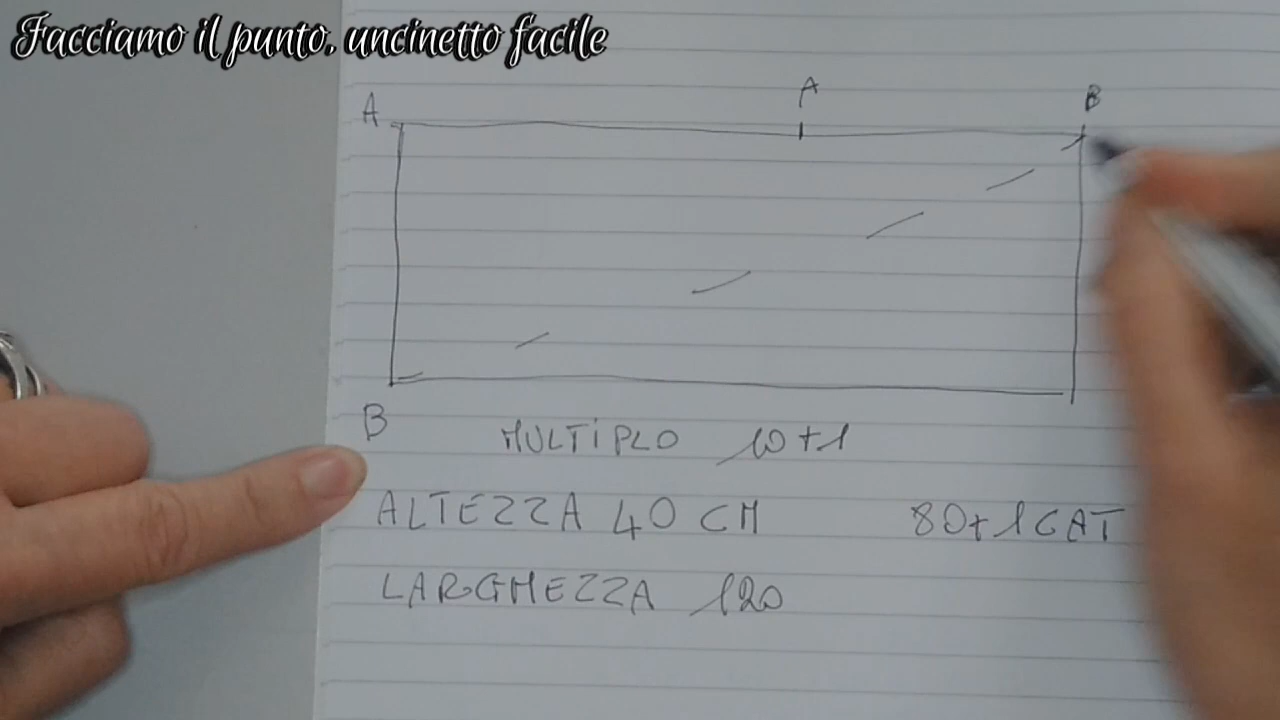 Facciamo il punto. uncinetto facile
A
B
A
B
MULTIPLO 10+1
ALTEZZA 40 CM 80+1 CAT
LARGHEZZA 120